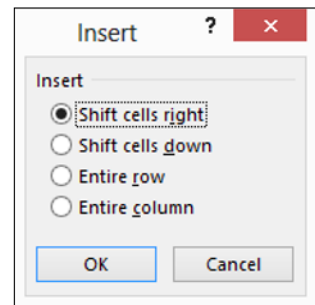 Insert ? ×
Insert
Shift cells right
Shift cells down
Entire row
Entire column
OK Cancel